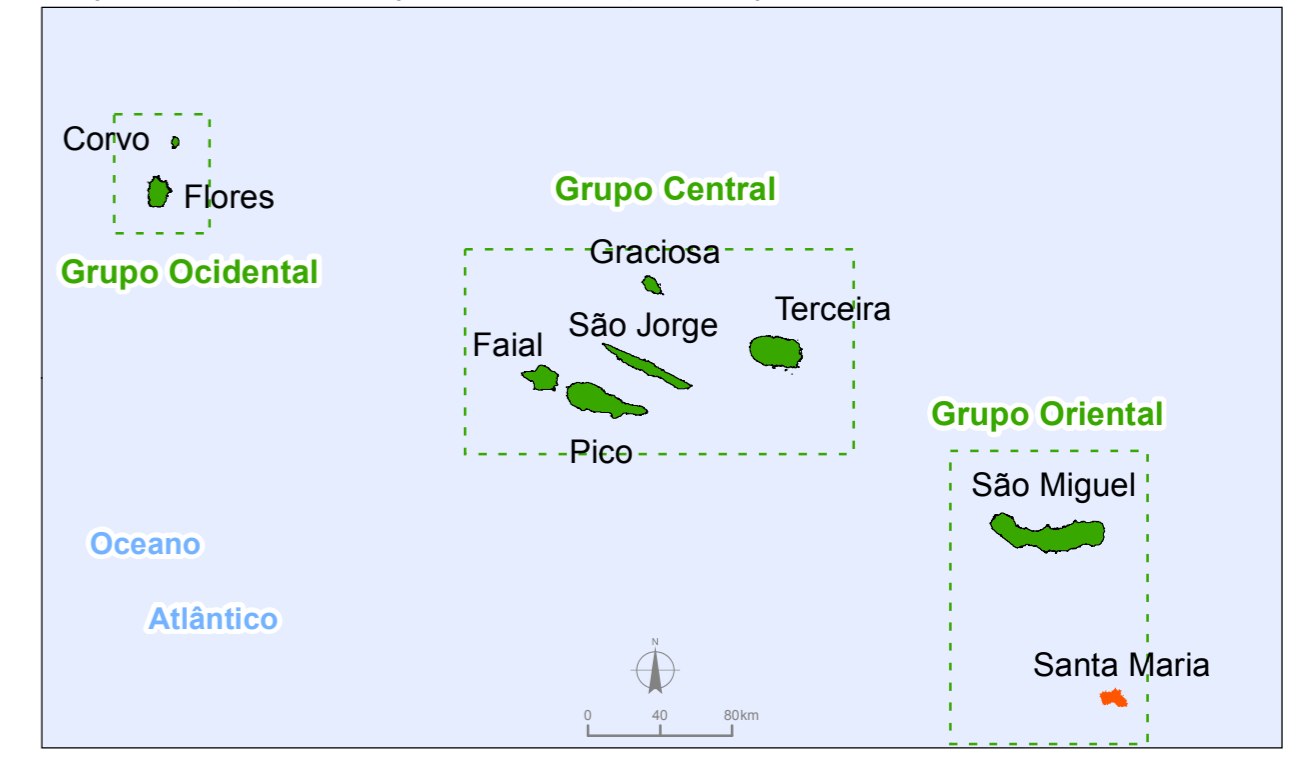 Corvo
Flores
Grupo Ocidental
Grupo Central
Graciosa
Terceira
São Jorge
Faial
Pico
Grupo Oriental
São Miguel
Santa Maria
Oceano
Atlântico
N
0 40 80km